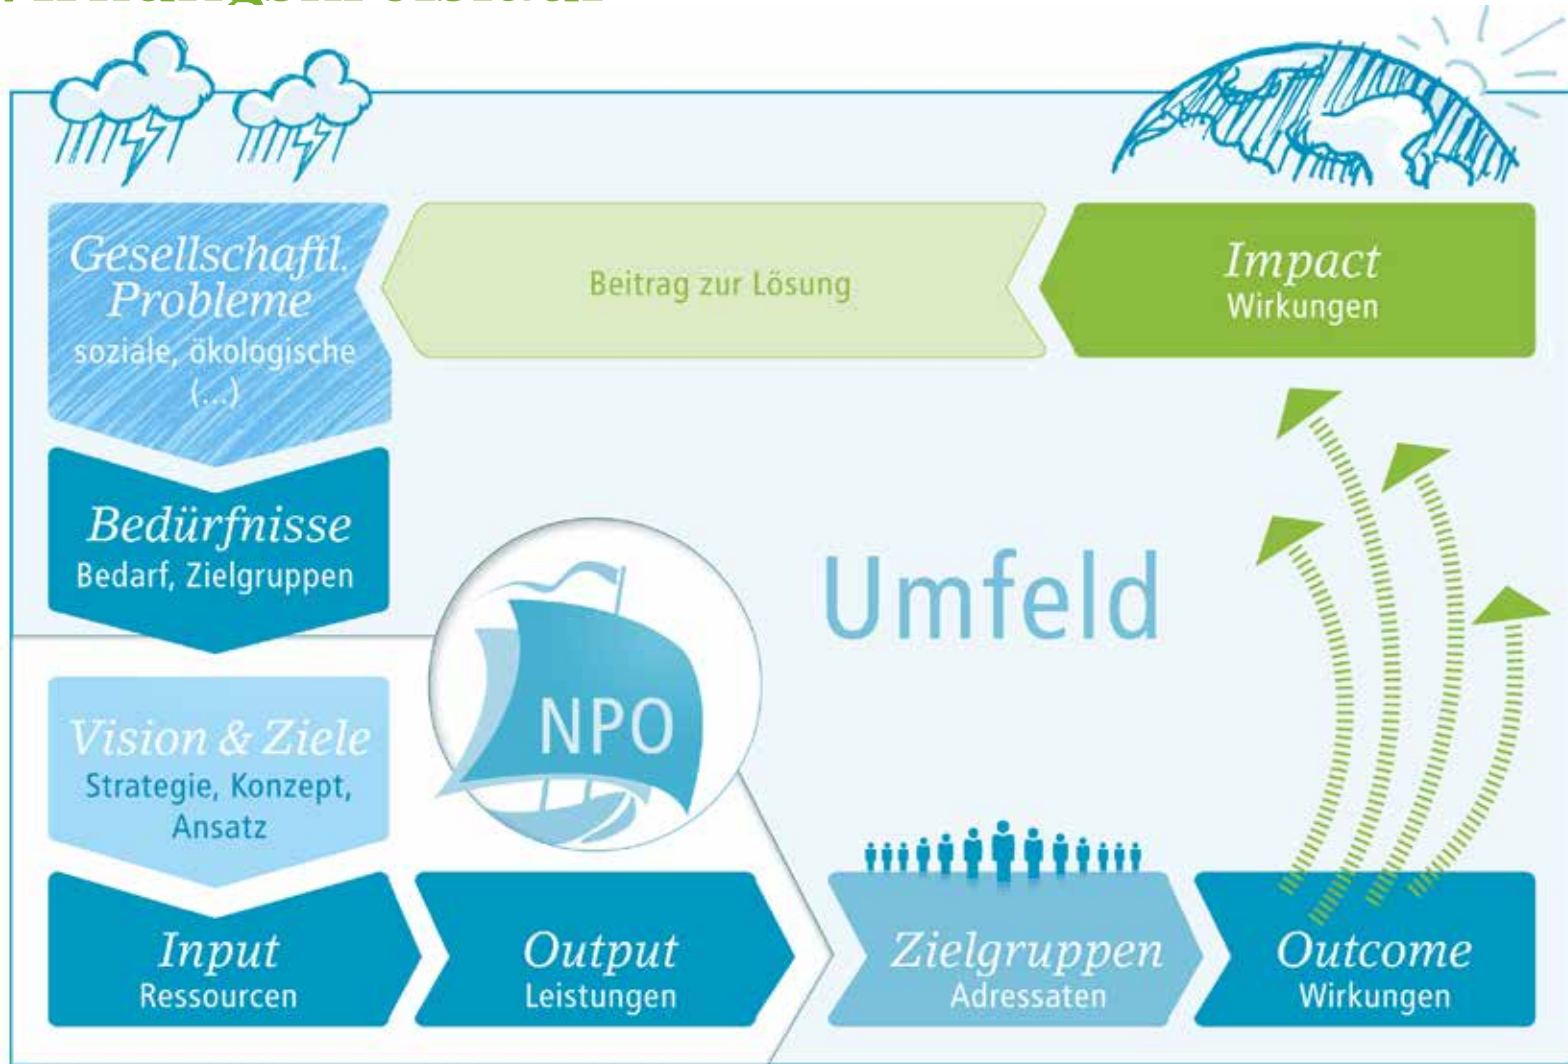 Gesellschaftl.
Probleme
soziale, ökologische
(...)
Beitrag zur Lösung
Impact
Wirkungen
Bedürfnisse
Bedarf, Zielgruppen
Umfeld
NPO
Vision & Ziele
Strategie, Konzept,
Ansatz
Input
Ressourcen
Output
Leistungen
Zielgruppen
Adressaten
Outcome
Wirkungen